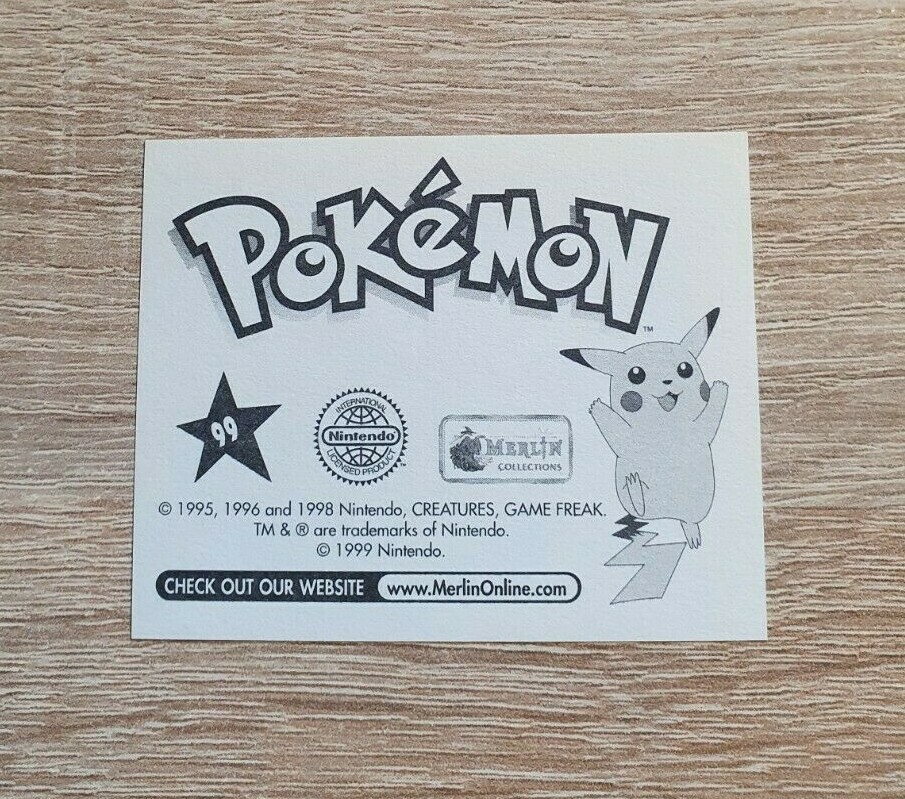 POKéMON
™
99
INTERNATIONAL
Nintendo
LICENSED PRODUCT
MERLIN
COLLECTIONS
© 1995, 1996 and 1998 Nintendo, CREATURES, GAME FREAK.
TM & ® are trademarks of Nintendo.
© 1999 Nintendo.
CHECK OUT OUR WEBSITE www.MerlinOnline.com